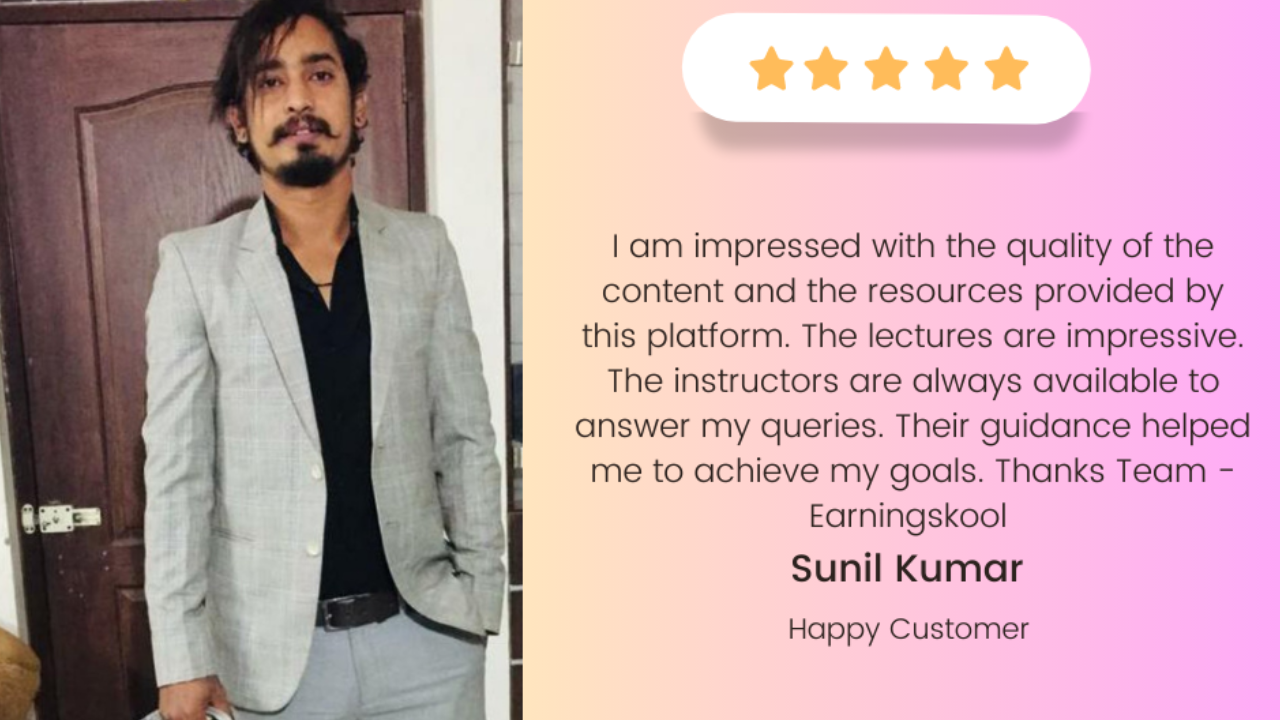 I am impressed with the quality of the
content and the resources provided by
this platform. The lectures are impressive.
The instructors are always available to
answer my queries. Their guidance helped
me to achieve my goals. Thanks Team -
Earningskool
Sunil Kumar
Happy Customer